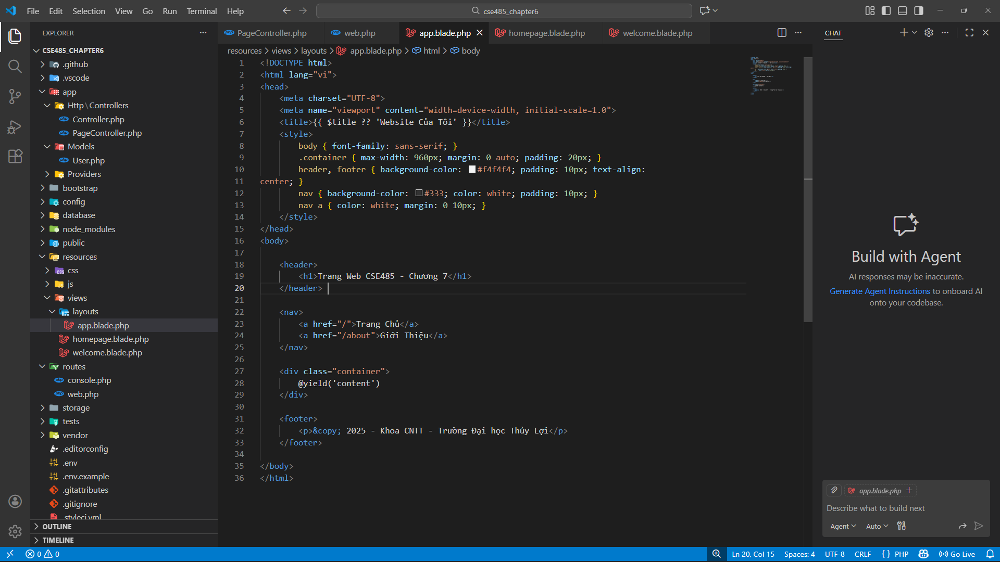 File Edit Selection View Go Run Terminal Help
cse485_chapter6
EXPLORER
CSE485_CHAPTER6
.github
.vscode
app
Http\Controllers
Controller.php
PageController.php
Models
User.php
Providers
bootstrap
config
database
node_modules
public
resources
css
js
views
layouts
app.blade.php
homepage.blade.php
welcome.blade.php
routes
console.php
web.php
storage
tests
vendor
.editorconfig
.env
.env.example
.gitattributes
.gitignore
.styleci.yml
OUTLINE
TIMELINE
PageController.php web.php app.blade.php homepage.blade.php welcome.blade.php
resources > views > layouts > app.blade.php > html > body
1 <!DOCTYPE html>
2 <html lang="vi">
3 <head>
4 <meta charset="UTF-8">
5 <meta name="viewport" content="width=device-width, initial-scale=1.0">
6 <title>{{ $title ?? 'Website Của Tôi' }}</title>
7 <style>
8 body { font-family: sans-serif; }
9 .container { max-width: 960px; margin: 0 auto; padding: 20px; }
10 header, footer { background-color: #f4f4f4; padding: 10px; text-align:
11 center; }
12 nav { background-color: #333; color: white; padding: 10px; }
13 nav a { color: white; margin: 0 10px; }
14 </style>
15 </head>
16 <body>
17
18 <header>
19 <h1>Trang Web CSE485 - Chương 7</h1>
20 </header>
21
22 <nav>
23 <a href="/">Trang Chủ</a>
24 <a href="/about">Giới Thiệu</a>
25 </nav>
26
27 <div class="container">
28 @yield('content')
29 </div>
30
31 <footer>
32 <p>&copy; 2025 - Khoa CNTT - Trường Đại học Thủy Lợi</p>
33 </footer>
34
35 </body>
36 </html>
CHAT
Build with Agent
AI responses may be inaccurate.
Generate Agent Instructions to onboard AI
onto your codebase.
app.blade.php
Describe what to build next
Agent Auto
0 0
Ln 20, Col 15 Spaces: 4 UTF-8 CRLF { } PHP Go Live